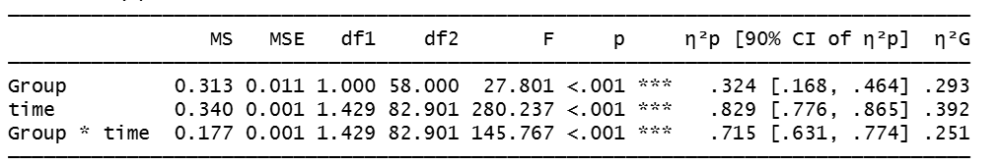 MS MSE df1 df2 F p η²p [90% CI of η²p] η²G
Group 0.313 0.011 1.000 58.000 27.801 <.001 *** .324 [.168, .464] .293
time 0.340 0.001 1.429 82.901 280.237 <.001 *** .829 [.776, .865] .392
Group * time 0.177 0.001 1.429 82.901 145.767 <.001 *** .715 [.631, .774] .251